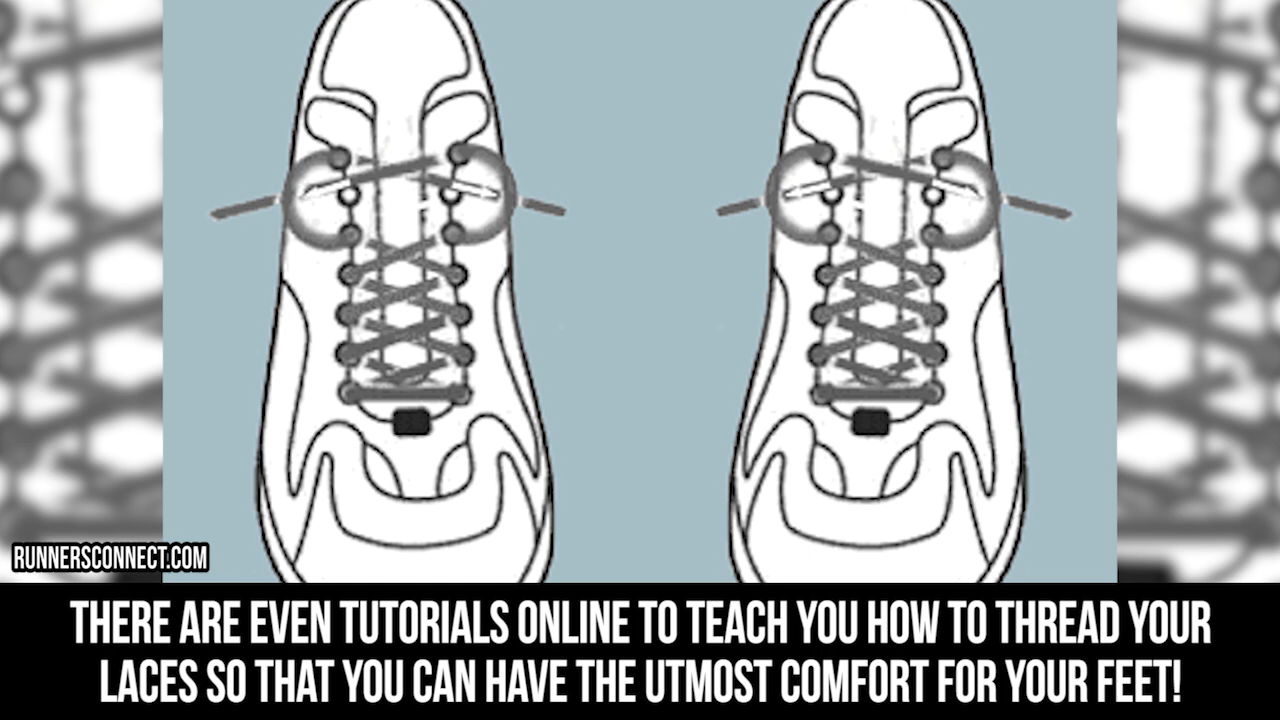 RUNNERSCONNECT.COM
THERE ARE EVEN TUTORIALS ONLINE TO TEACH YOU HOW TO THREAD YOUR
LACES SO THAT YOU CAN HAVE THE UTMOST COMFORT FOR YOUR FEET!